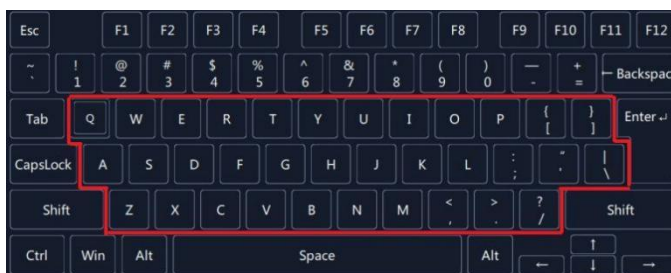 Esc F1 F2 F3 F4 F5 F6 F7 F8 F9 F10 F11 F12
~ ! @ # $ % ^ & * ( ) — +
` 1 2 3 4 5 6 7 8 9 0 - = ← Backspac
Tab Q W E R T Y U I O P { [ } ] Enter ↵
CapsLock A S D F G H J K L : ; " ' | \
Shift Z X C V B N M < , > . ? / Shift
Ctrl Win Alt Space Alt ← ↑ ↓ →